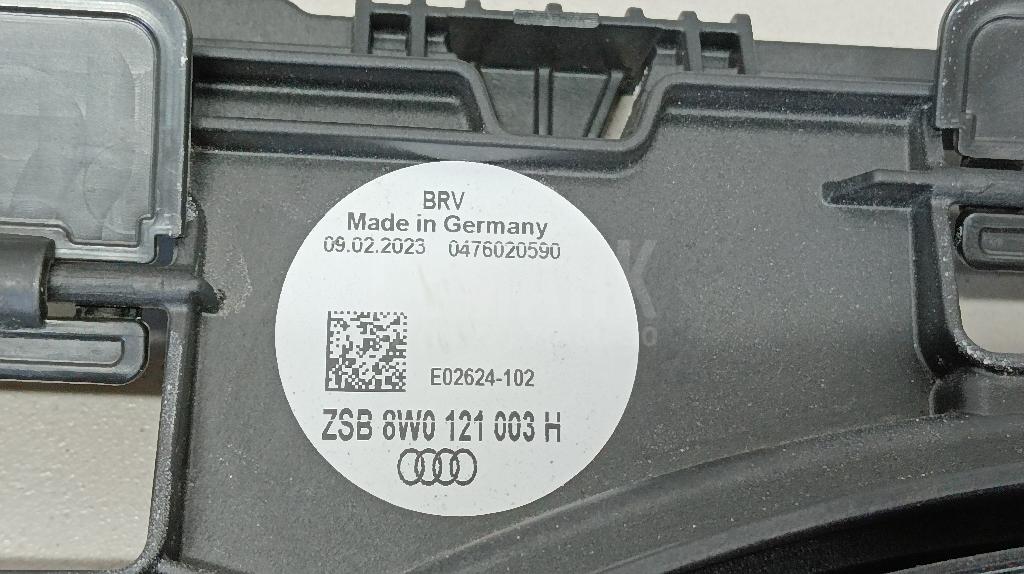 BRV
Made in Germany
09.02.2023 0476020590
E02624-102
ZSB 8W0 121 003 H